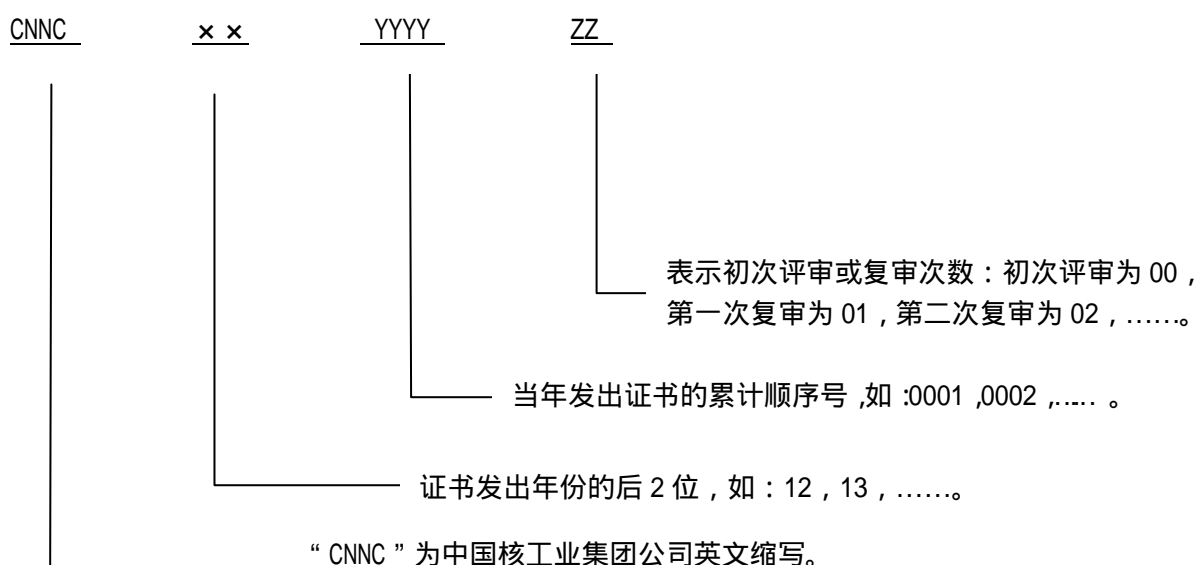 CNNC ×× YYYY ZZ
表示初次评审或复审次数：初次评审为 00，
第一次复审为 01，第二次复审为 02，……。
当年发出证书的累计顺序号，如：0001，0002，…… 。
证书发出年份的后 2 位，如：12，13，……。
“CNNC”为中国核工业集团公司英文缩写。